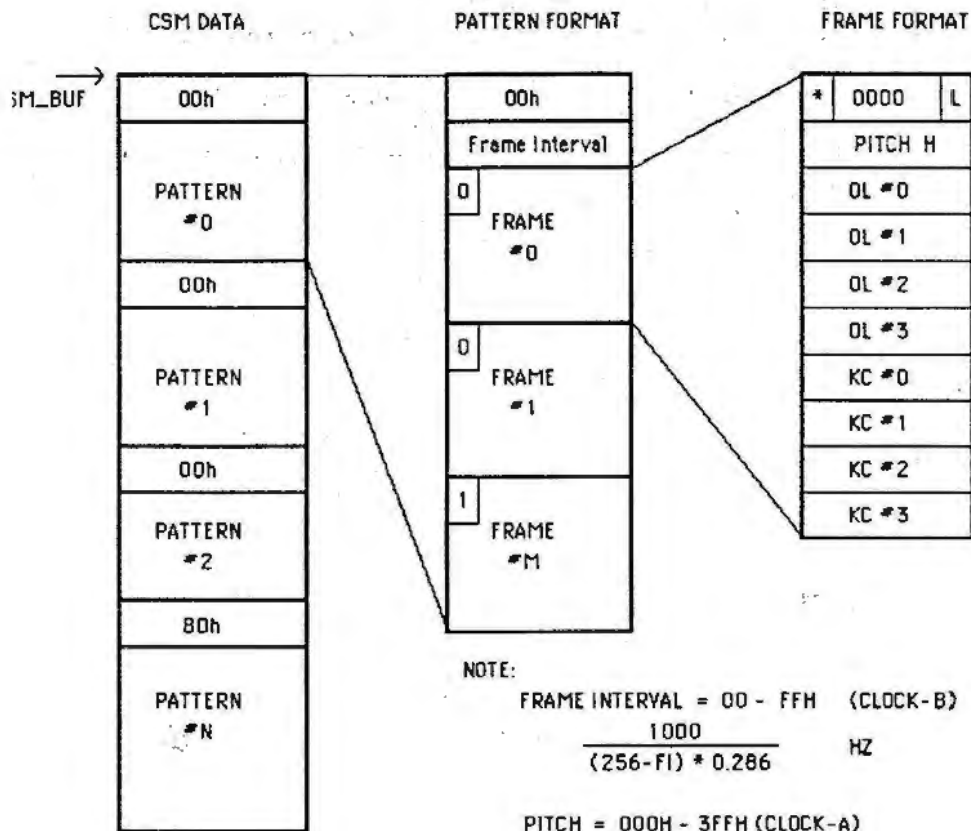 CSM DATA
SM_BUF
00h
PATTERN
#0
00h
PATTERN
#1
00h
PATTERN
#2
80h
PATTERN
#N
PATTERN FORMAT
00h
Frame Interval
0
FRAME
#0
0
FRAME
#1
1
FRAME
#M
FRAME FORMAT
* 0000 L
PITCH H
OL #0
OL #1
OL #2
OL #3
KC #0
KC #1
KC #2
KC #3
NOTE:
FRAME INTERVAL = 00 - FFH (CLOCK-B)
1000
(256-FI) * 0.286 HZ
PITCH = 000H - 3FFH (CLOCK-A)